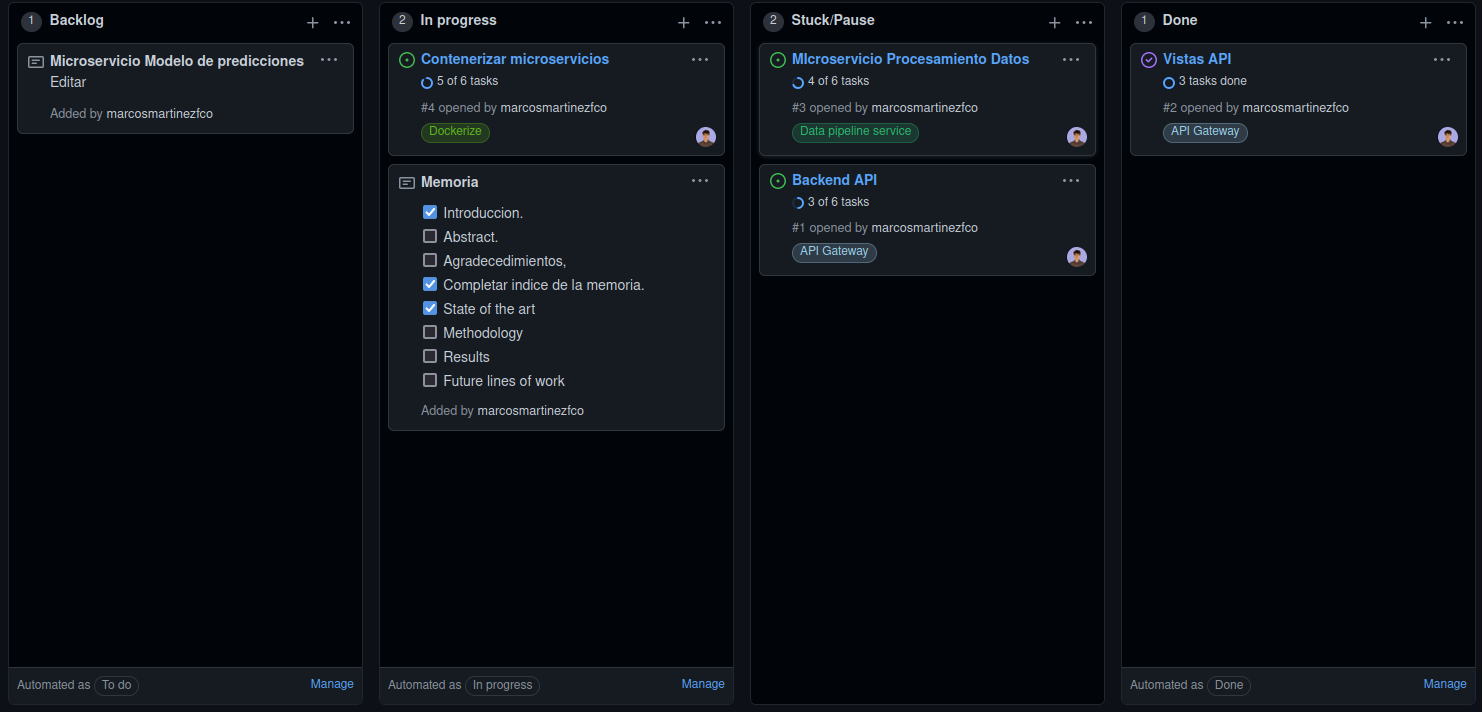 1 Backlog
Microservicio Modelo de predicciones
Editar
Added by marcosmartinezfco
Automated as To do Manage
2 In progress
Contenerizar microservicios
5 of 6 tasks
#4 opened by marcosmartinezfco
Dockerize
Memoria
Introduccion.
Abstract.
Agradecedimientos,
Completar indice de la memoria.
State of the art
Methodology
Results
Future lines of work
Added by marcosmartinezfco
Automated as In progress Manage
2 Stuck/Pause
MIcroservicio Procesamiento Datos
4 of 6 tasks
#3 opened by marcosmartinezfco
Data pipeline service
Backend API
3 of 6 tasks
#1 opened by marcosmartinezfco
API Gateway
1 Done
Vistas API
3 tasks done
#2 opened by marcosmartinezfco
API Gateway
Automated as Done Manage